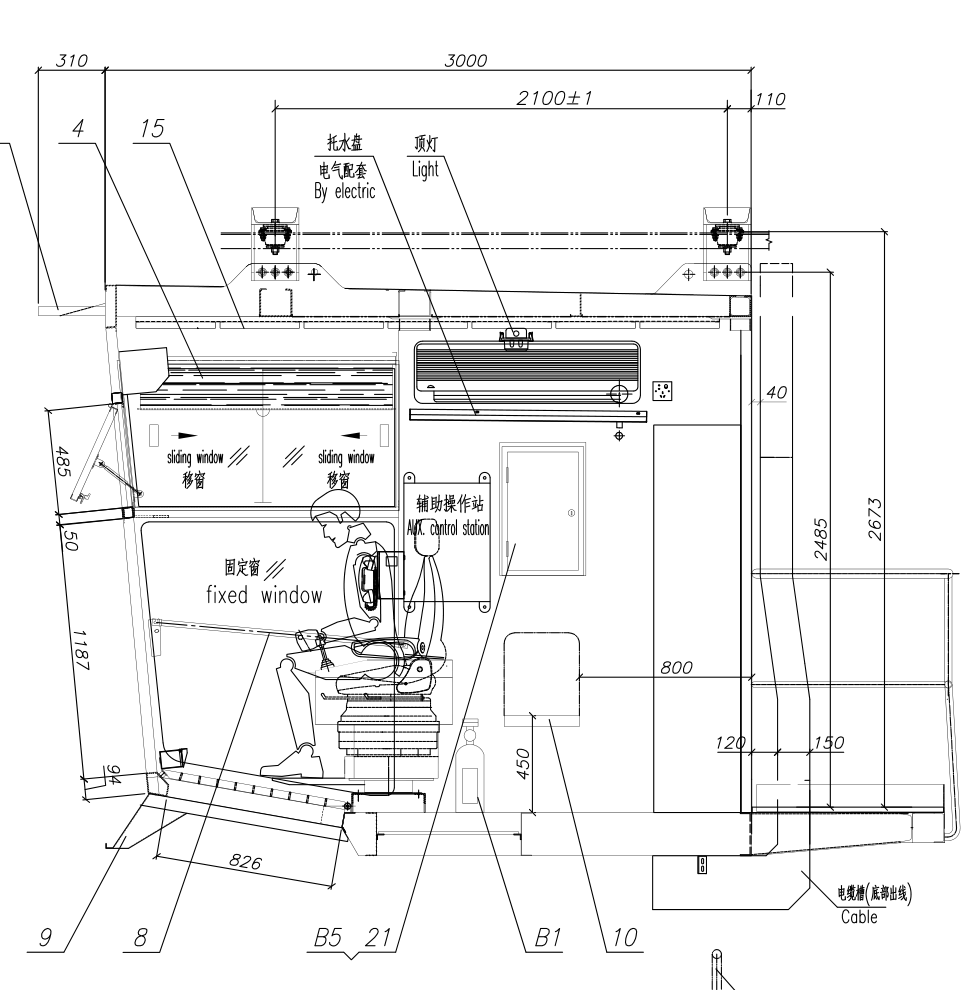 310
3000
2100±1
110
4
15
托水盘
电气配套
By electric
顶灯
Light
40
485
sliding window
移窗
sliding window
移窗
辅助操作站
AUX. control station
50
2485
2673
固定窗
fixed window
1187
800
120
150
450
94
826
电缆槽(底部出线)
Cable
9
8
B5
21
B1
10